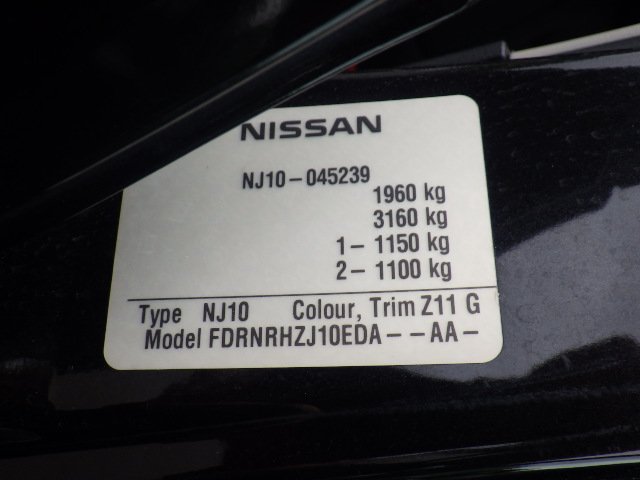 NISSAN
NJ10-045239
1960 kg
3160 kg
1- 1150 kg
2- 1100 kg
Type NJ10 Colour, Trim Z11 G
Model FDRNRHZJ10EDA--AA-